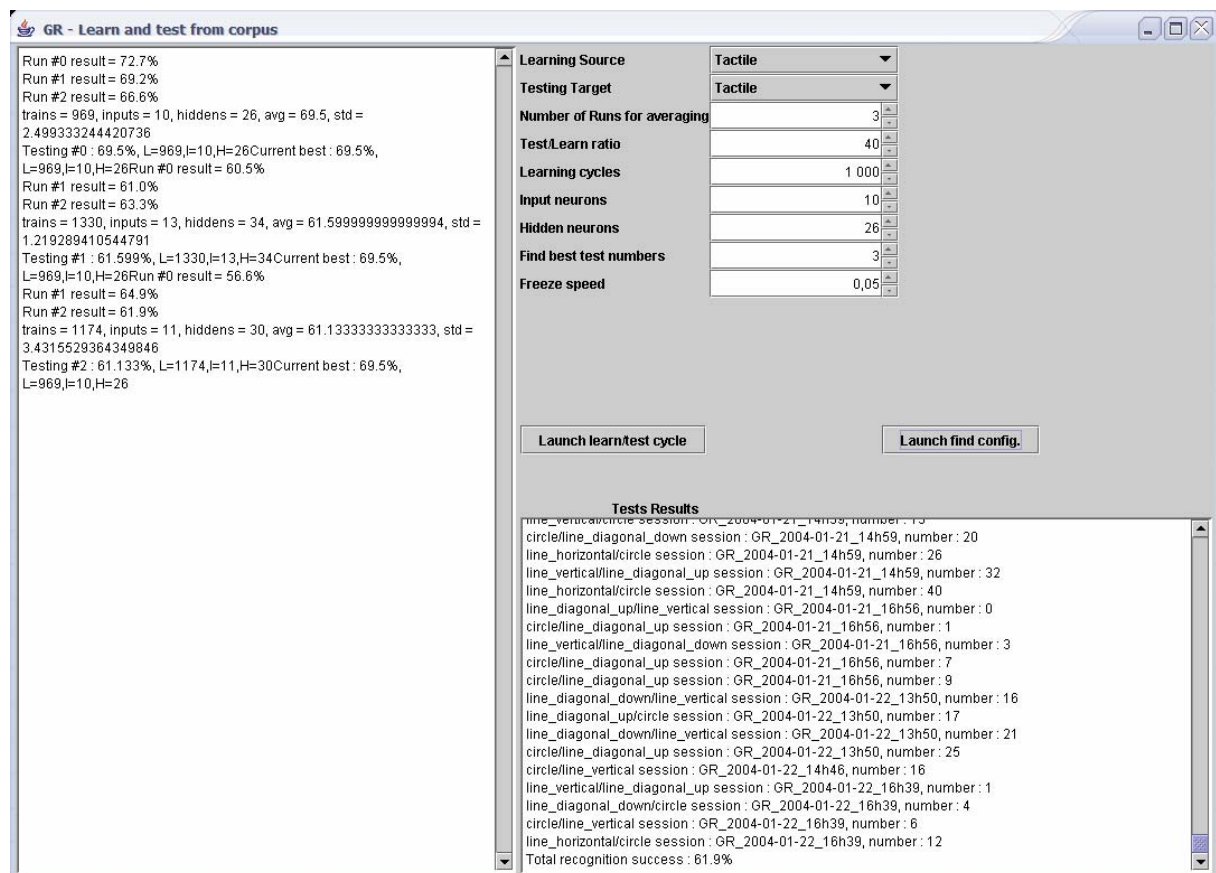 GR - Learn and test from corpus
Run #0 result = 72.7%
Run #1 result = 69.2%
Run #2 result = 66.6%
trains = 969, inputs = 10, hiddens = 26, avg = 69.5, std =
2.499333244420736
Testing #0 : 69.5%, L=969,I=10,H=26Current best : 69.5%,
L=969,I=10,H=26Run #0 result = 60.5%
Run #1 result = 61.0%
Run #2 result = 63.3%
trains = 1330, inputs = 13, hiddens = 34, avg = 61.599999999999994, std =
1.219289410544791
Testing #1 : 61.599%, L=1330,I=13,H=34Current best : 69.5%,
L=969,I=10,H=26Run #0 result = 56.6%
Run #1 result = 64.9%
Run #2 result = 61.9%
trains = 1174, inputs = 11, hiddens = 30, avg = 61.13333333333333, std =
3.4315529364349846
Testing #2 : 61.133%, L=1174,I=11,H=30Current best : 69.5%,
L=969,I=10,H=26
Learning Source Tactile
Testing Target Tactile
Number of Runs for averaging 3
Test/Learn ratio 40
Learning cycles 1 000
Input neurons 10
Hidden neurons 26
Find best test numbers 3
Freeze speed 0,05
Launch learn/test cycle Launch find config.
Tests Results
line_vertical/circle session : GR_2004-01-21_14h59, number : 15
circle/line_diagonal_down session : GR_2004-01-21_14h59, number : 20
line_horizontal/circle session : GR_2004-01-21_14h59, number : 26
line_vertical/line_diagonal_up session : GR_2004-01-21_14h59, number : 32
line_horizontal/circle session : GR_2004-01-21_14h59, number : 40
line_diagonal_up/line_vertical session : GR_2004-01-21_16h56, number : 0
circle/line_diagonal_up session : GR_2004-01-21_16h56, number : 1
line_vertical/line_diagonal_down session : GR_2004-01-21_16h56, number : 3
circle/line_diagonal_up session : GR_2004-01-21_16h56, number : 7
circle/line_diagonal_up session : GR_2004-01-21_16h56, number : 9
line_diagonal_down/line_vertical session : GR_2004-01-22_13h50, number : 16
line_diagonal_up/circle session : GR_2004-01-22_13h50, number : 17
line_diagonal_down/line_vertical session : GR_2004-01-22_13h50, number : 21
circle/line_diagonal_up session : GR_2004-01-22_13h50, number : 25
circle/line_vertical session : GR_2004-01-22_14h46, number : 16
line_vertical/line_diagonal_up session : GR_2004-01-22_16h39, number : 1
line_diagonal_down/circle session : GR_2004-01-22_16h39, number : 4
circle/line_vertical session : GR_2004-01-22_16h39, number : 6
line_horizontal/circle session : GR_2004-01-22_16h39, number : 12
Total recognition success : 61.9%